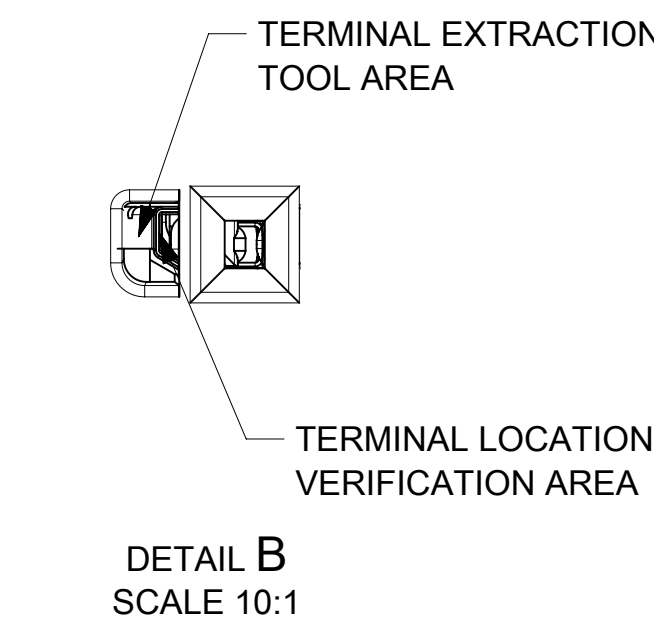 TERMINAL EXTRACTION
TOOL AREA
TERMINAL LOCATION
VERIFICATION AREA
DETAIL B
SCALE 10:1